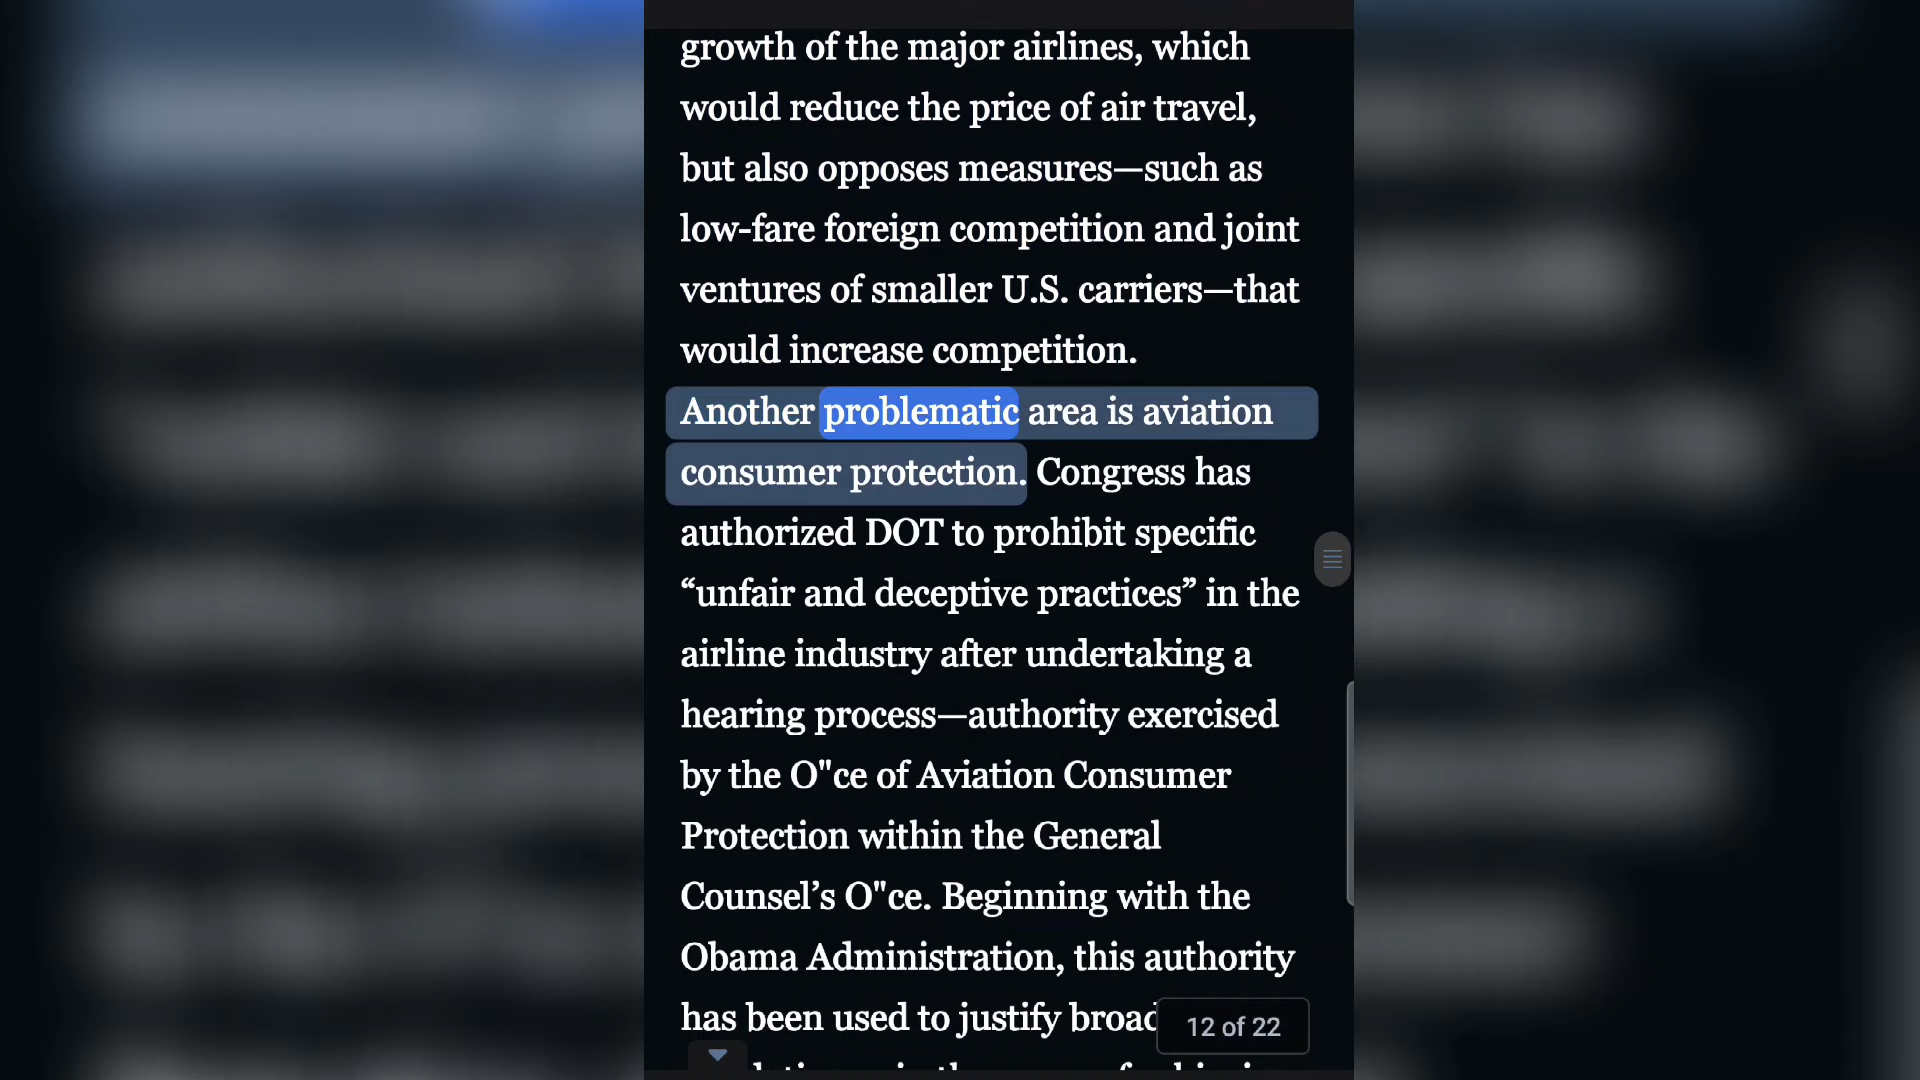 growth of the major airlines, which
would reduce the price of air travel,
but also opposes measures—such as
low-fare foreign competition and joint
ventures of smaller U.S. carriers—that
would increase competition.
Another problematic area is aviation
consumer protection. Congress has
authorized DOT to prohibit specific
“unfair and deceptive practices” in the
airline industry after undertaking a
hearing process—authority exercised
by the O"ce of Aviation Consumer
Protection within the General
Counsel’s O"ce. Beginning with the
Obama Administration, this authority
has been used to justify broad
12 of 22